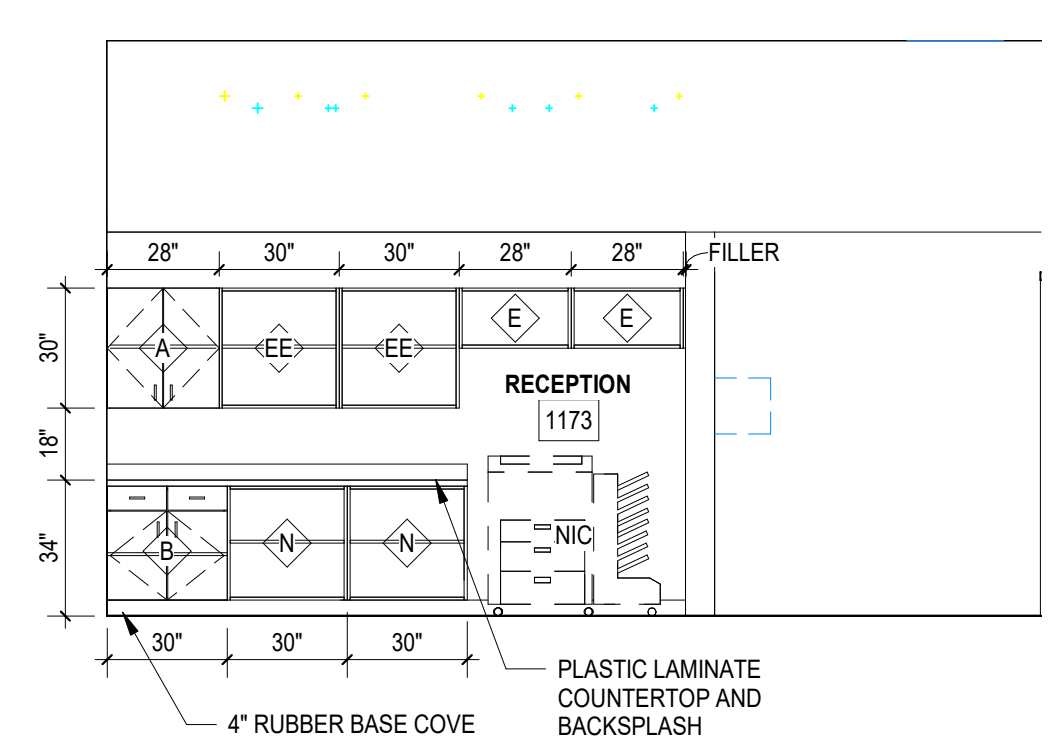 28" 30" 30" 28" 28" FILLER
A EE EE E E
30"
RECEPTION
1173
18"
NIC
B N N
34"
30" 30" 30"
PLASTIC LAMINATE
COUNTERTOP AND
BACKSPLASH
4" RUBBER BASE COVE